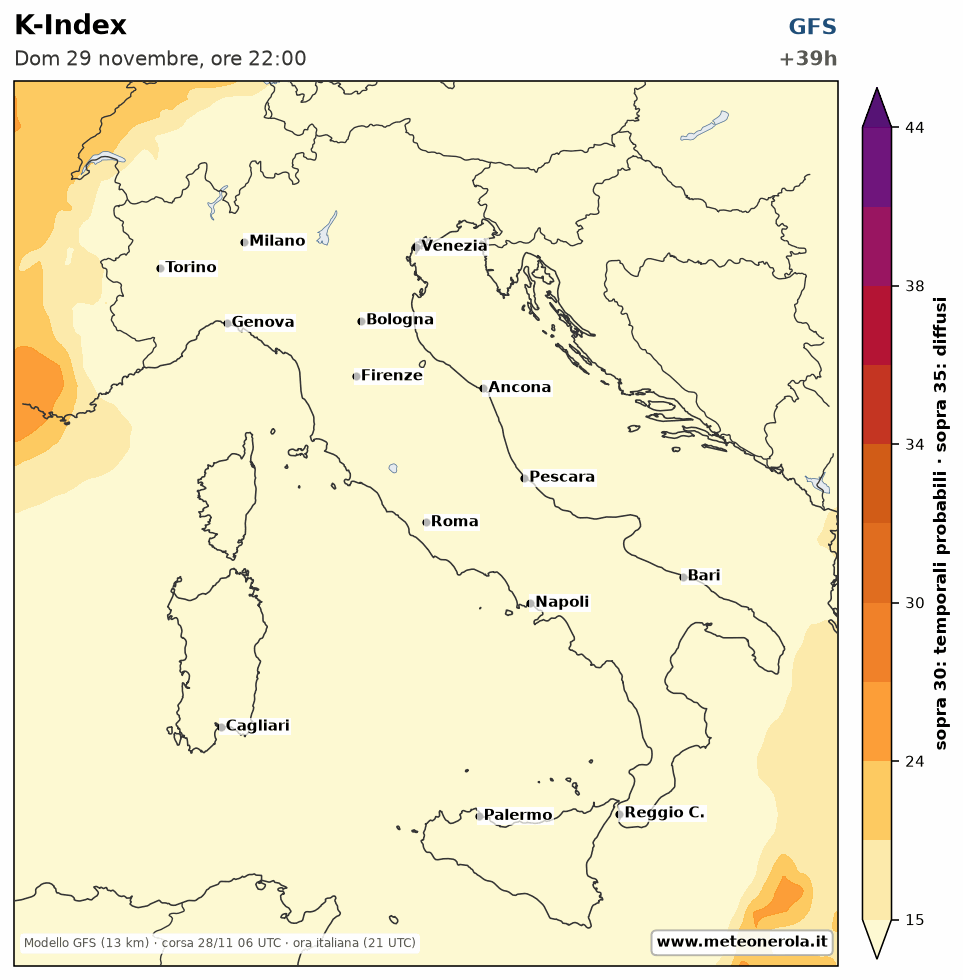 K-Index
GFS
Dom 29 novembre, ore 22:00
+39h
44
38
34
30
24
15
sopra 30: temporali probabili · sopra 35: diffusi
Milano
Venezia
Torino
Genova
Bologna
Firenze
Ancona
Pescara
Roma
Bari
Napoli
Cagliari
Palermo
Reggio C.
Modello GFS (13 km) · corsa 28/11 06 UTC · ora italiana (21 UTC)
www.meteonerola.it